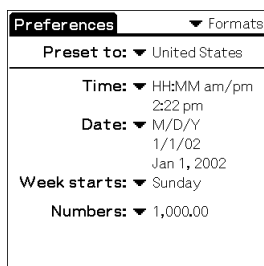 Preferences Formats
Preset to: United States
Time: HH:MM am/pm
2:22 pm
Date: M/D/Y
1/1/02
Jan 1, 2002
Week starts: Sunday
Numbers: 1,000.00